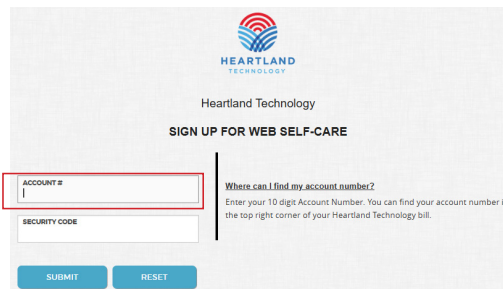 HEARTLAND
TECHNOLOGY
Heartland Technology
SIGN UP FOR WEB SELF-CARE
ACCOUNT #
SECURITY CODE
SUBMIT RESET
Where can I find my account number?
Enter your 10 digit Account Number. You can find your account number i
the top right corner of your Heartland Technology bill.